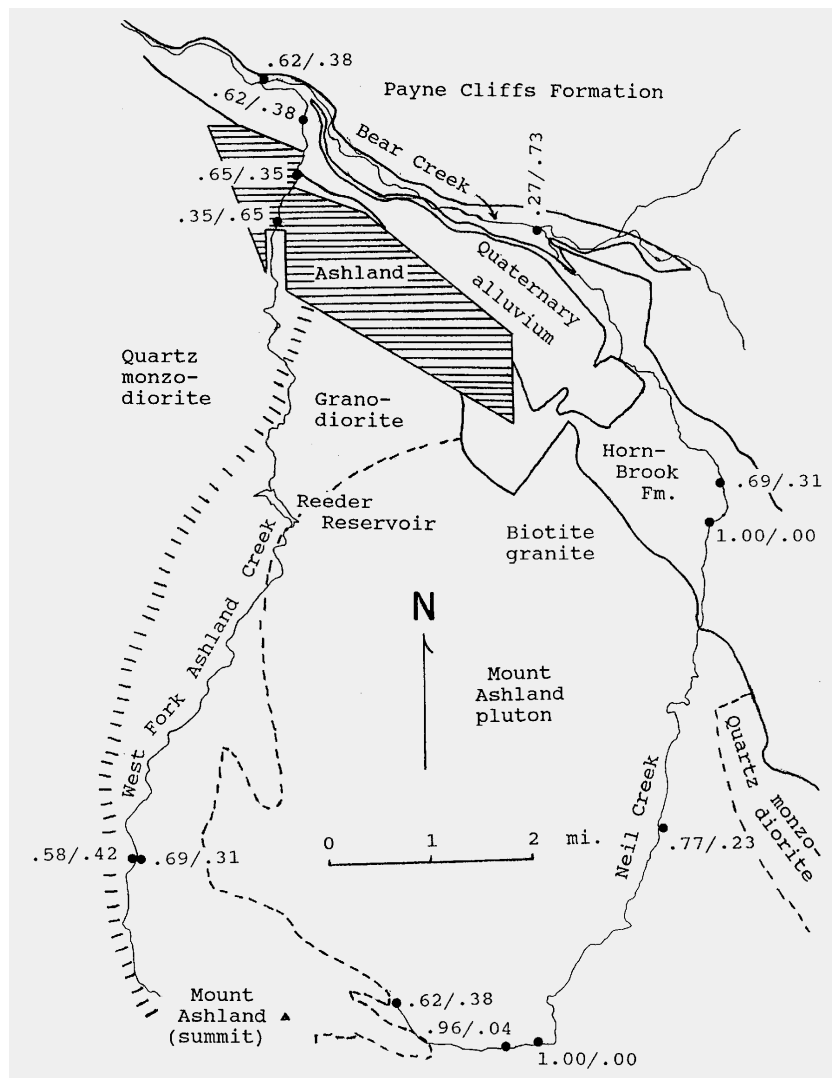 .62/.38
Payne Cliffs Formation
.62/.38
Bear Creek
.27/.73
.65/.35
.35/.65
Ashland
Quaternary
alluvium
Quartz
monzo-
diorite
Grano-
diorite
Horn-
Brook
Fm.
.69/.31
Reeder
Reservoir
Biotite
granite
1.00/.00
West Fork Ashland Creek
N
Mount
Ashland
pluton
Quartz monzo-
diorite
Neil Creek
0 1 2 mi.
.77/.23
.58/.42
.69/.31
Mount
Ashland
(summit)
.62/.38
.96/.04
1.00/.00